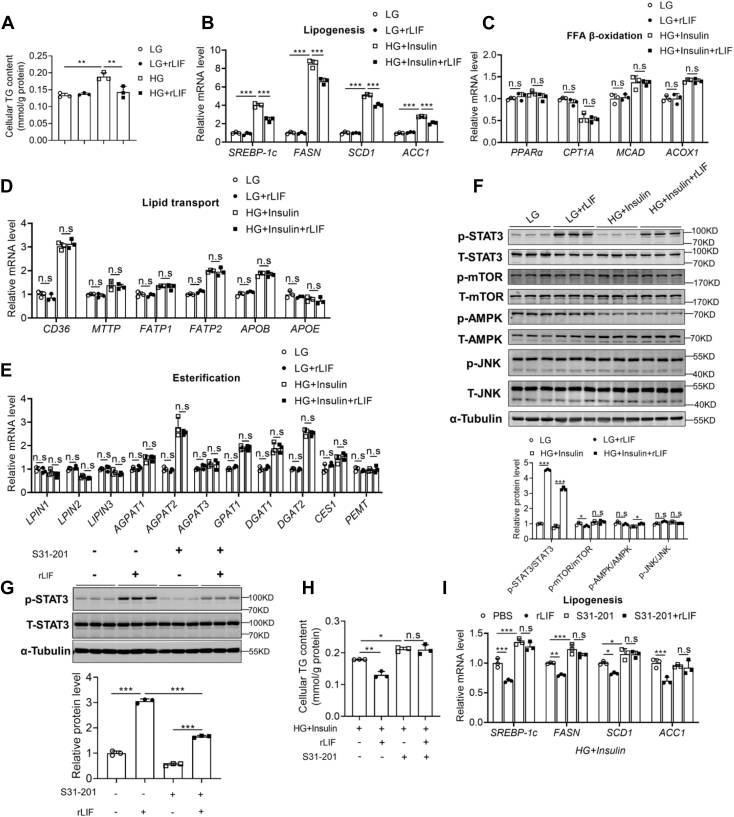 A
LG
LG+rLIF
HG
HG+rLIF
Cellular TG content
(mmol/g protein)
0.25
0.20
0.15
0.10
0.05
0.00
**
**
B
Lipogenesis
LG
LG+rLIF
HG+Insulin
HG+Insulin+rLIF
Relative mRNA level
10
8
6
4
2
0
*** ***
*** ***
*** ***
*** ***
SREBP-1c FASN SCD1 ACC1
C
LG
LG+rLIF
HG+Insulin
HG+Insulin+rLIF
FFA β-oxidation
Relative mRNA level
2.0
1.5
1.0
0.5
0.0
n.s n.s n.s n.s n.s n.s n.s n.s
PPARα CPT1A MCAD ACOX1
D
Lipid transport
LG
LG+rLIF
HG+Insulin
HG+Insulin+rLIF
Relative mRNA level
4
3
2
1
0
n.s n.s n.s n.s n.s n.s n.s n.s n.s n.s n.s n.s
CD36 MTTP FATP1 FATP2 APOB APOE
E
Esterification
LG
LG+rLIF
HG+Insulin
HG+Insulin+rLIF
Relative mRNA level
4
3
2
1
0
n.s n.s n.s n.s n.s n.s n.s n.s n.s n.s n.s n.s n.s n.s n.s n.s n.s n.s n.s n.s n.s n.s
LPIN1 LPIN2 LPIN3 AGPAT1 AGPAT2 AGPAT3 GPAT1 DGAT1 DGAT2 CES1 PEMT
F
LG LG+rLIF HG+Insulin HG+Insulin+rLIF
p-STAT3 100KD
70KD
T-STAT3 100KD
70KD
p-mTOR
170KD
T-mTOR
170KD
p-AMPK 70KD
T-AMPK 70KD
p-JNK 55KD
40KD
T-JNK 55KD
40KD
α-Tubulin 55KD
LG
LG+rLIF
HG+Insulin
HG+Insulin+rLIF
Relative protein level
5
4
3
2
1
0
*** *** * n.s n.s * n.s n.s
p-STAT3/STAT3 p-mTOR/mTOR p-AMPK/AMPK p-JNK/JNK
G
S31-201 - - + +
rLIF - + - +
p-STAT3 100KD
70KD
T-STAT3 100KD
70KD
α-Tubulin 55KD
Relative protein level
4
3
2
1
0
*** *** ***
S31-201 - - + +
rLIF - + - +
H
Cellular TG content
(mmol/g protein)
0.3
0.2
0.1
0.0
* ** n.s
HG+Insulin + + + +
rLIF - + - +
S31-201 - - + +
I
Lipogenesis
PBS rLIF S31-201 S31-201+rLIF
Relative mRNA level
2.0
1.5
1.0
0.5
0.0
*** *** n.s
*** ** n.s
* * n.s
*** n.s
SREBP-1c FASN SCD1 ACC1
HG+Insulin